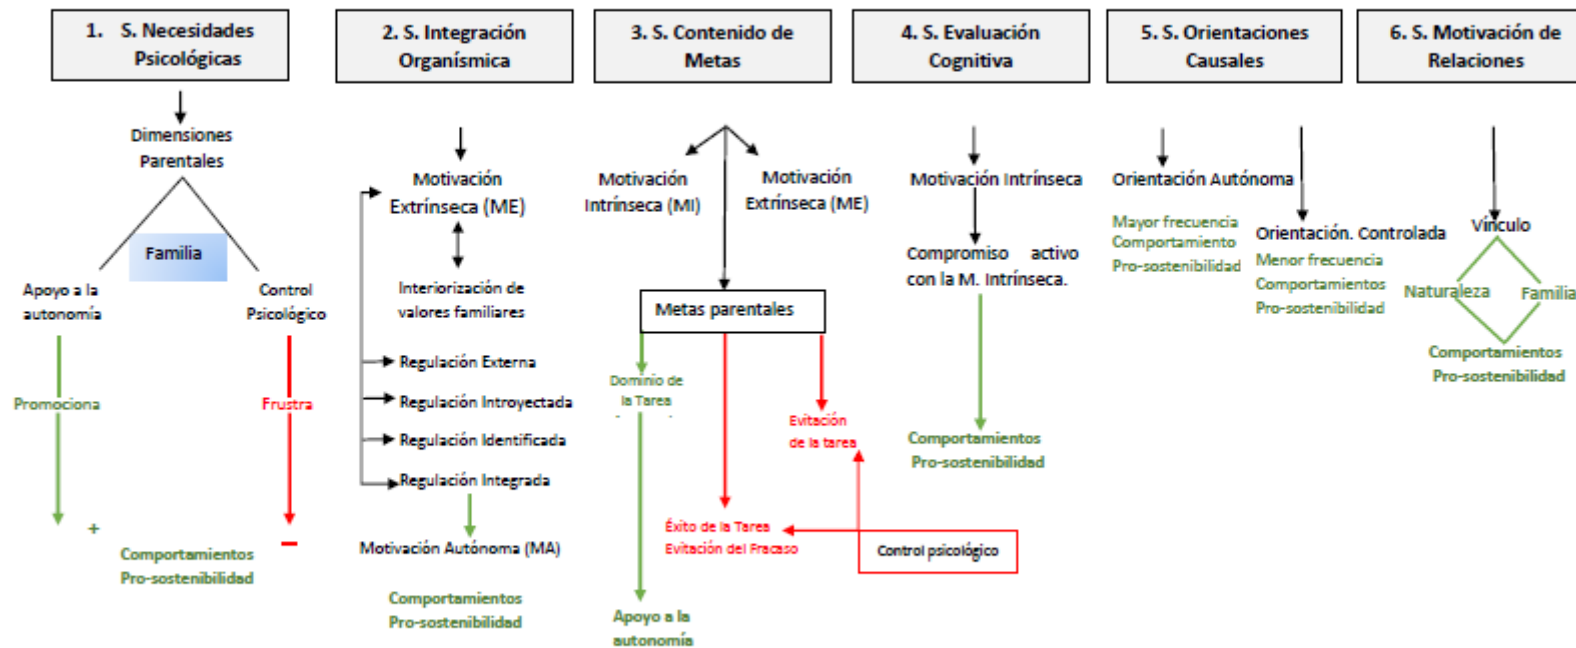 1. S. Necesidades
Psicológicas
Dimensiones
Parentales
Familia
Apoyo a la
autonomía
Control
Psicológico
Promociona
Frustra
+
−
Comportamientos
Pro-sostenibilidad
2. S. Integración
Organísmica
Motivación
Extrínseca (ME)
Interiorización de
valores familiares
Regulación Externa
Regulación Introyectada
Regulación Identificada
Regulación Integrada
Motivación Autónoma (MA)
Comportamientos
Pro-sostenibilidad
3. S. Contenido de
Metas
Motivación
Intrínseca (MI)
Motivación
Extrínseca (ME)
Metas parentales
Dominio de
la Tarea
Evitación
de la tarea
Éxito de la Tarea
Evitación del Fracaso
Control psicológico
Apoyo a la
autonomía
4. S. Evaluación
Cognitiva
Motivación Intrínseca
Compromiso activo
con la M. Intrínseca.
Comportamientos
Pro-sostenibilidad
5. S. Orientaciones
Causales
Orientación Autónoma
Mayor frecuencia
Comportamiento
Pro-sostenibilidad
Orientación. Controlada
Menor frecuencia
Comportamientos
Pro-sostenibilidad
6. S. Motivación de
Relaciones
Vínculo
Naturaleza
Familia
Comportamientos
Pro-sostenibilidad